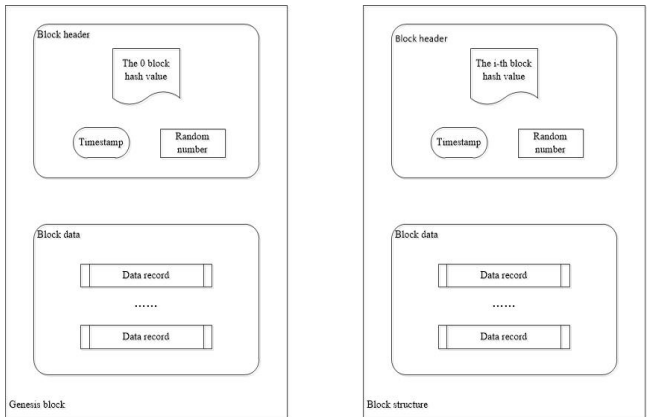 Block header
The 0 block
hash value
Timestamp
Random
number
Block data
Data record
......
Data record
Genesis block
Block header
The i-th block
hash value
Timestamp
Random
number
Block data
Data record
......
Data record
Block structure